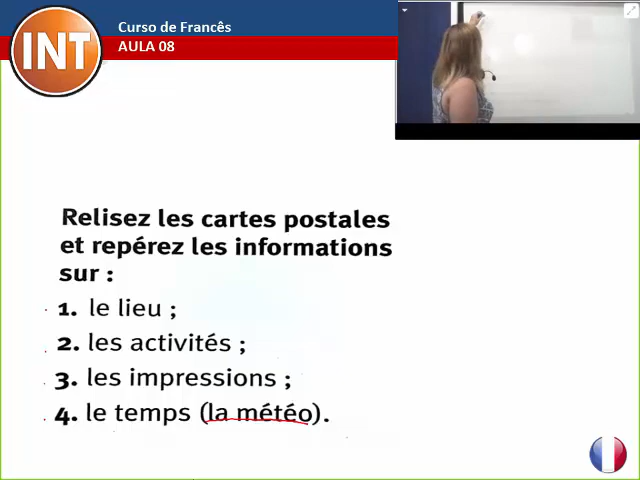 INT
Curso de Francês
AULA 08
Relisez les cartes postales
et repérez les informations
sur :
1. le lieu ;
2. les activités ;
3. les impressions ;
4. le temps (la météo).